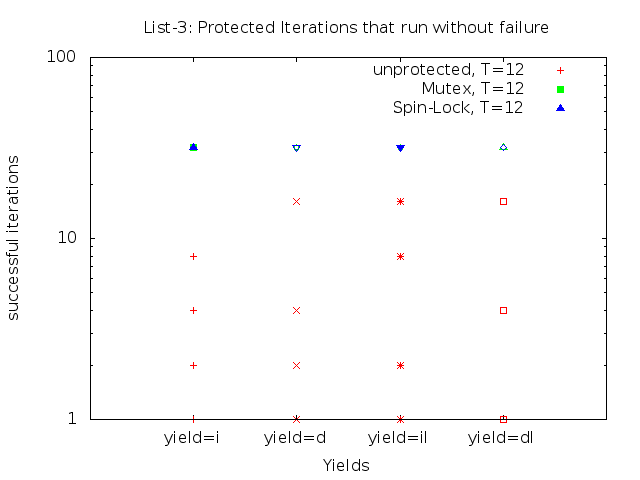 List-3: Protected Iterations that run without failure
100
unprotected, T=12
Mutex, T=12
Spin-Lock, T=12
successful iterations
10
1
yield=i yield=d yield=il yield=dl
Yields